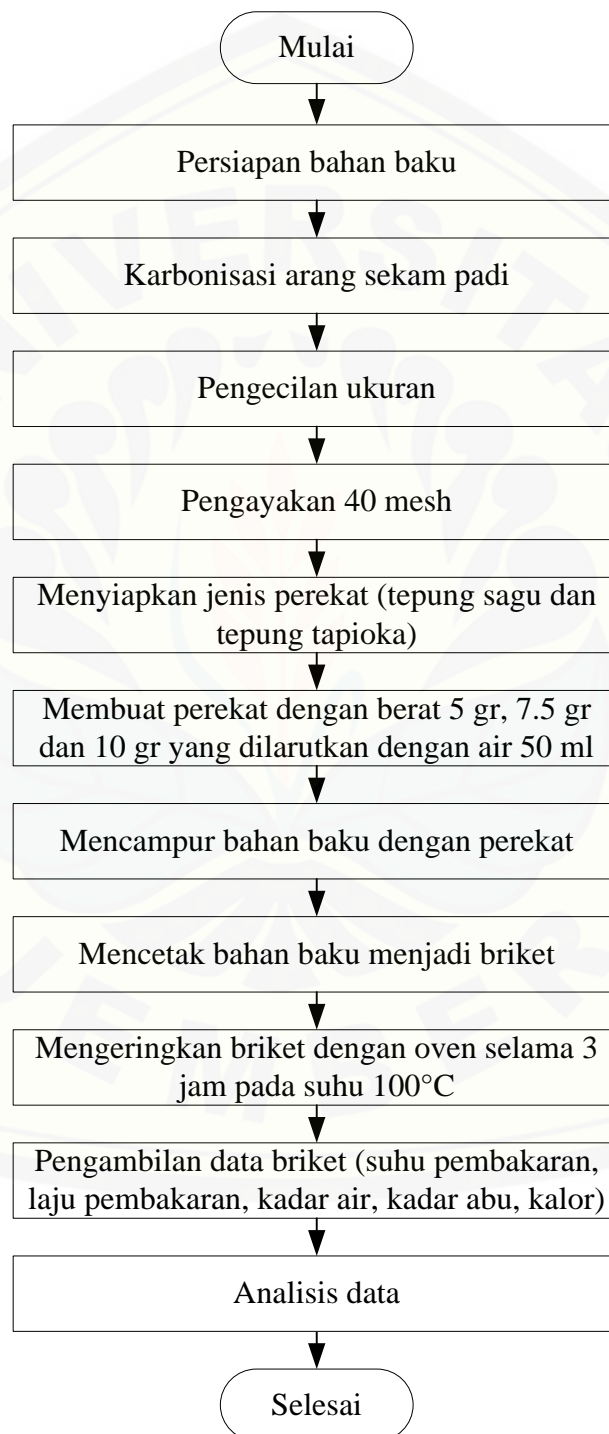 Mulai
Persiapan bahan baku
Karbonisasi arang sekam padi
Pengecilan ukuran
Pengayakan 40 mesh
Menyiapkan jenis perekat (tepung sagu dan
tepung tapioka)
Membuat perekat dengan berat 5 gr, 7.5 gr
dan 10 gr yang dilarutkan dengan air 50 ml
Mencampur bahan baku dengan perekat
Mencetak bahan baku menjadi briket
Mengeringkan briket dengan oven selama 3
jam pada suhu 100°C
Pengambilan data briket (suhu pembakaran,
laju pembakaran, kadar air, kadar abu, kalor)
Analisis data
Selesai